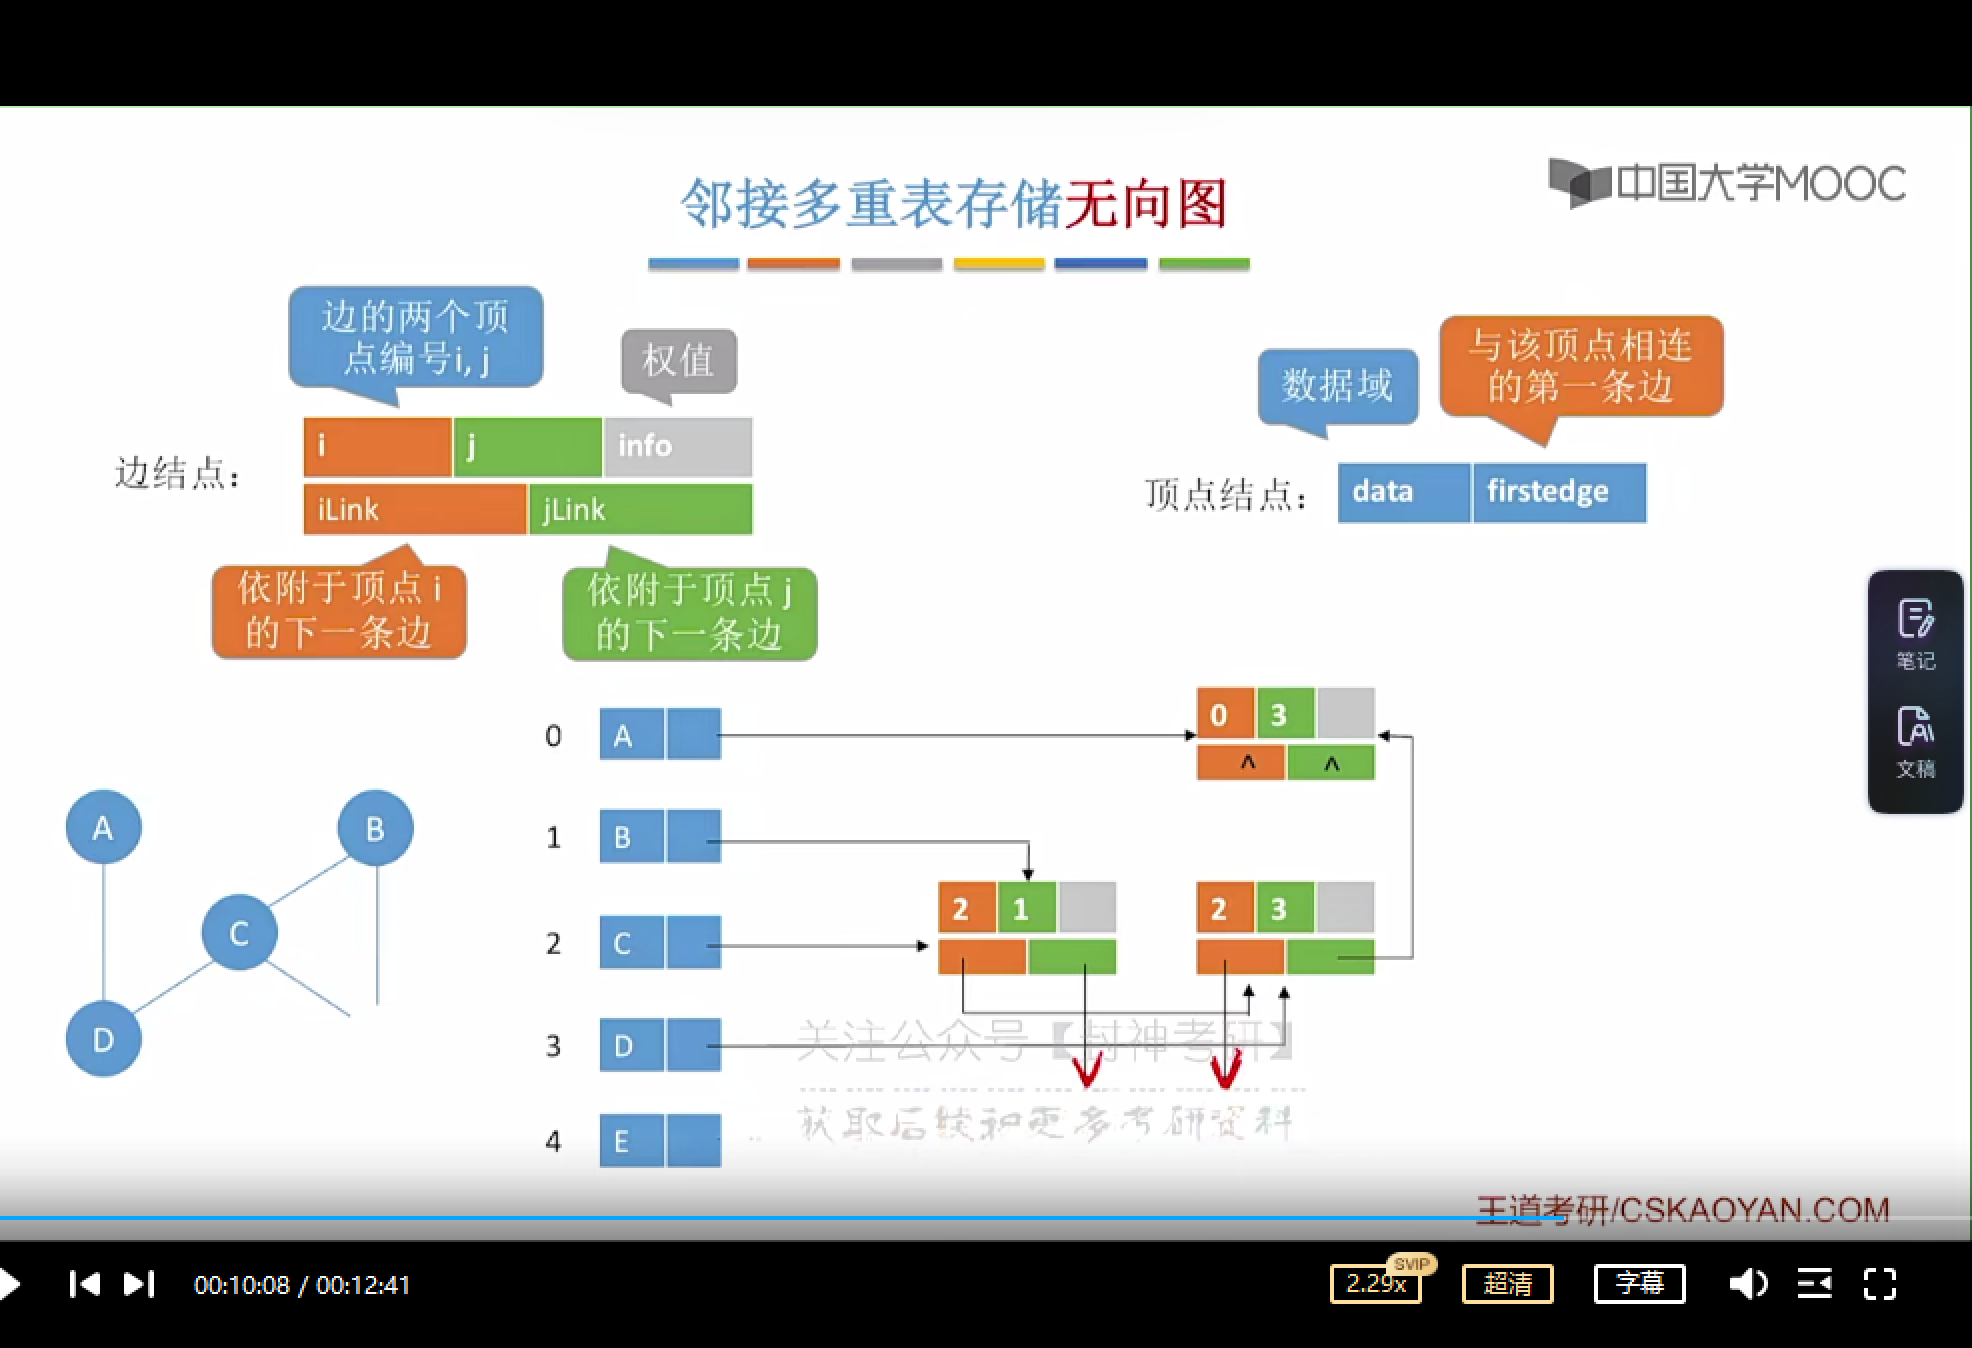 中国大学MOOC
邻接多重表存储无向图
边的两个顶
点编号i, j
权值
数据域
与该顶点相连
的第一条边
边结点：
i j info
iLink jLink
顶点结点：
data firstedge
依附于顶点 i
的下一条边
依附于顶点 j
的下一条边
笔记
文稿
0 A
0 3
^ ^
1 B
2 1
2 3
2 C
3 D
4 E
A
B
C
D
关注公众号【封神考研】
获取后续和更多考研资料
王道考研/CSKAOYAN.COM
00:10:08 / 00:12:41
2.29x
SVIP
超清
字幕